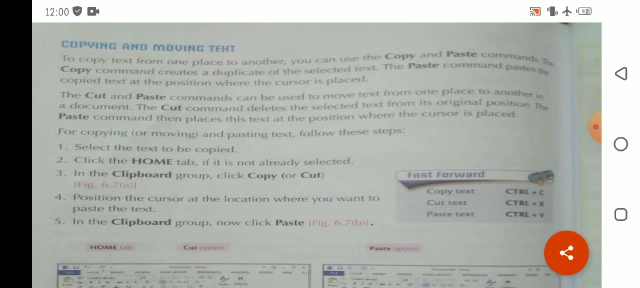 12:00
COPYING AND MOVING TEXT
To copy text from one place to another, you can use the Copy and Paste commands. The
Copy command creates a duplicate of the selected text. The Paste command pastes the
copied text at the position where the cursor is placed.
The Cut and Paste commands can be used to move text from one place to another in
a document. The Cut command deletes the selected text from its original position. The
Paste command then places this text at the position where the cursor is placed.
For copying (or moving) and pasting text, follow these steps:
1. Select the text to be copied.
2. Click the HOME tab, if it is not already selected.
3. In the Clipboard group, click Copy (or Cut)
[Fig. 6.7(a)]
4. Position the cursor at the location where you want to
paste the text.
5. In the Clipboard group, now click Paste [Fig. 6.7(b)].
Fast Forward
Copy text CTRL + C
Cut text CTRL + X
Paste text CTRL + V
HOME tab
Cut option
Paste option